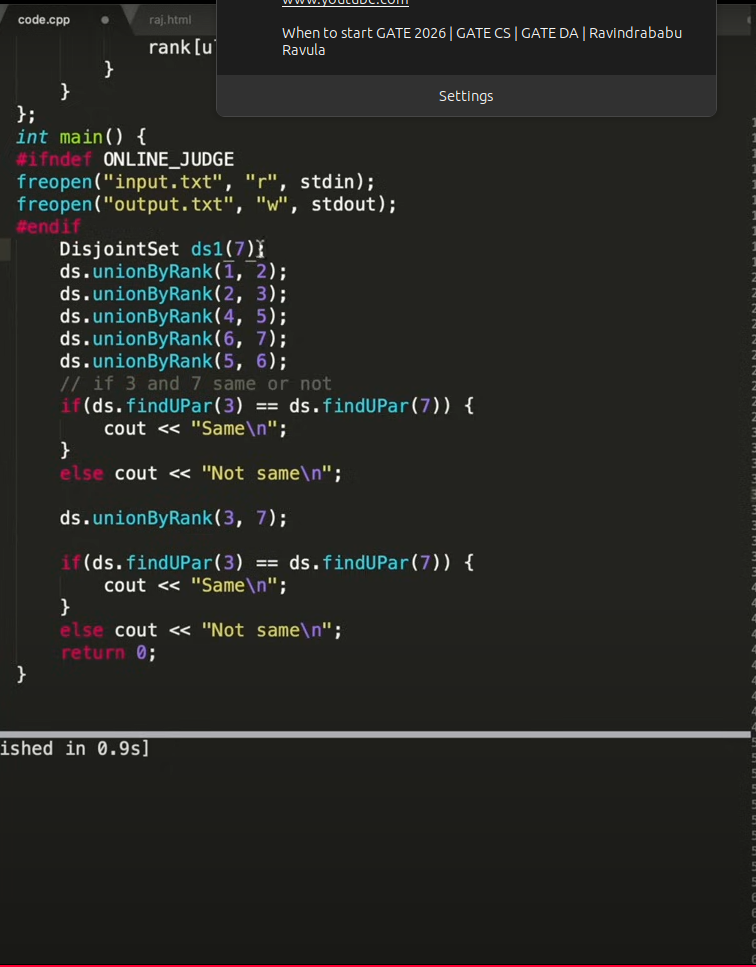 www.youtube.com
code.cpp
raj.html
When to start GATE 2026 | GATE CS | GATE DA | Ravindrababu
Ravula
Settings
rank[u
}
}
};
int main() {
#ifndef ONLINE_JUDGE
freopen("input.txt", "r", stdin);
freopen("output.txt", "w", stdout);
#endif
DisjointSet ds1(7);
ds.unionByRank(1, 2);
ds.unionByRank(2, 3);
ds.unionByRank(4, 5);
ds.unionByRank(6, 7);
ds.unionByRank(5, 6);
// if 3 and 7 same or not
if(ds.findUPar(3) == ds.findUPar(7)) {
cout << "Same\n";
}
else cout << "Not same\n";
ds.unionByRank(3, 7);
if(ds.findUPar(3) == ds.findUPar(7)) {
cout << "Same\n";
}
else cout << "Not same\n";
return 0;
}
ished in 0.9s]